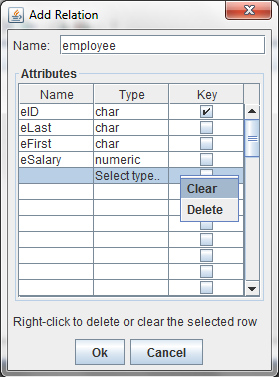 Add Relation
Name: employee
Attributes
Name Type Key
eID char
eLast char
eFirst char
eSalary numeric
Select type..
Clear
Delete
Right-click to delete or clear the selected row
Ok Cancel